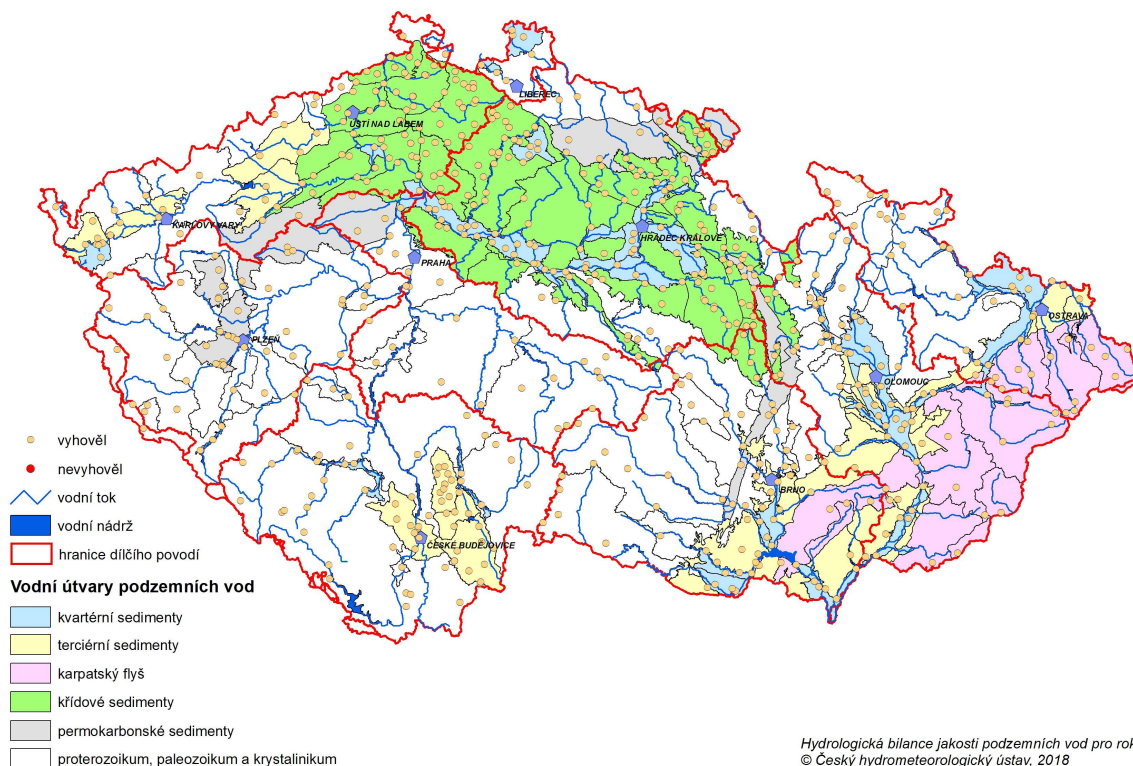 LIBEREC
ÚSTÍ NAD LABEM
KARLOVY VARY
HRADEC KRÁLOVÉ
PRAHA
OSTRAVA
PLZEŇ
OLOMOUC
BRNO
ČESKÉ BUDĚJOVICE
vyhověl
nevyhověl
vodní tok
vodní nádrž
hranice dílčího povodí
Vodní útvary podzemních vod
kvartérní sedimenty
terciérní sedimenty
karpatský flyš
křídové sedimenty
permokarbonské sedimenty
proterozoikum, paleozoikum a krystalinikum
Hydrologická bilance jakosti podzemních vod pro rok
© Český hydrometeorologický ústav, 2018